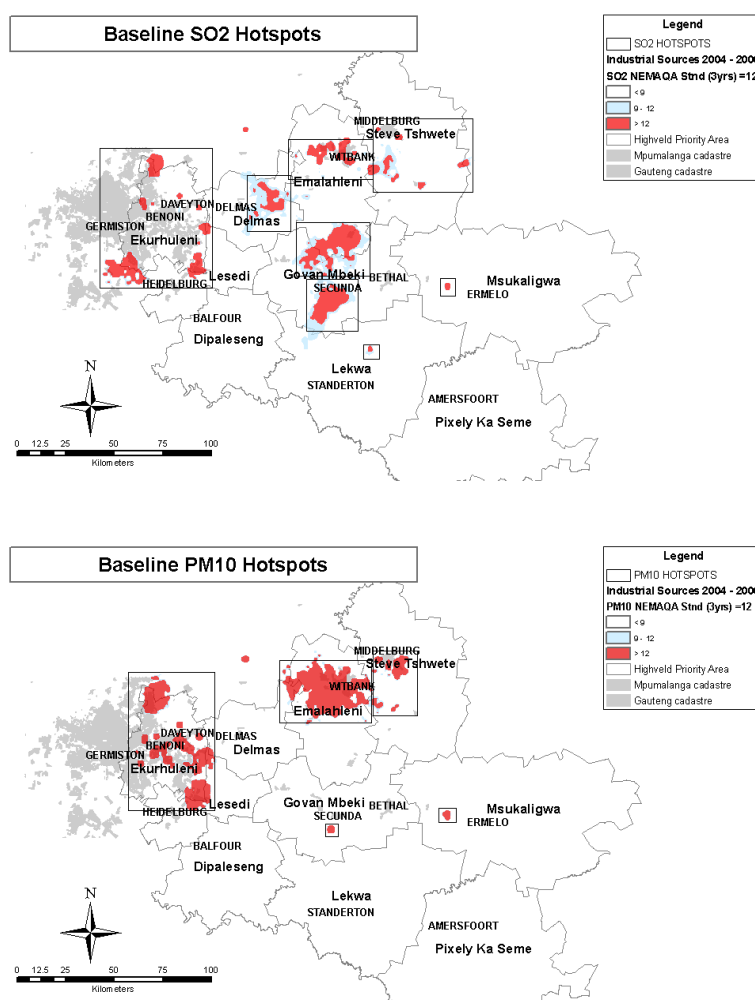 Baseline SO2 Hotspots
Legend
SO2 HOTSPOTS
Industrial Sources 2004 - 2006
SO2 NEMAQA Stnd (3yrs) =12
< 9
9 - 12
> 12
Highveld Priority Area
Mpumalanga cadastre
Gauteng cadastre
MIDDELBURG
Steve Tshwete
WITBANK
Emalahleni
DAVEYTON
DELMAS
BENONI
Delmas
GERMISTON
Ekurhuleni
Lesedi
HEIDELBURG
Govan Mbeki
BETHAL
SECUNDA
Msukaligwa
ERMELO
BALFOUR
Dipaleseng
Lekwa
STANDERTON
AMERSFOORT
Pixely Ka Seme
N
0 12.5 25 50 75 100
Kilometers
Baseline PM10 Hotspots
Legend
PM10 HOTSPOTS
Industrial Sources 2004 - 2006
PM10 NEMAQA Stnd (3yrs) =12
< 9
9 - 12
> 12
Highveld Priority Area
Mpumalanga cadastre
Gauteng cadastre
MIDDELBURG
Steve Tshwete
WITBANK
Emalahleni
DAVEYTON
DELMAS
BENONI
Delmas
GERMISTON
Ekurhuleni
Lesedi
HEIDELBURG
Govan Mbeki
BETHAL
SECUNDA
Msukaligwa
ERMELO
BALFOUR
Dipaleseng
Lekwa
STANDERTON
AMERSFOORT
Pixely Ka Seme
N
0 12.5 25 50 75 100
Kilometers